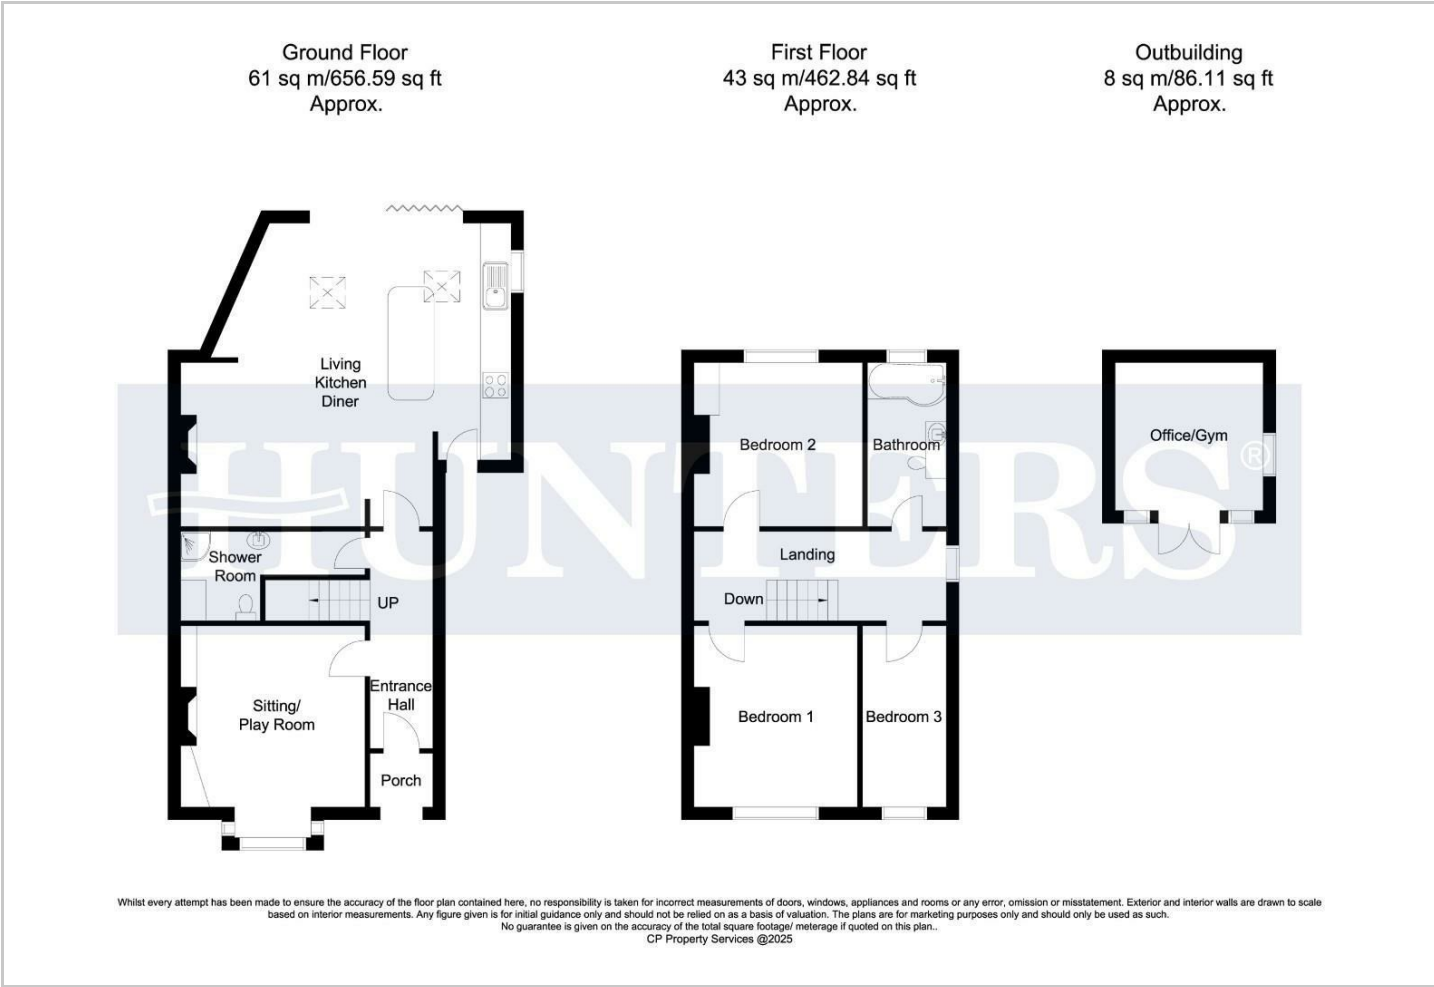 Ground Floor
61 sq m/656.59 sq ft
Approx.
First Floor
43 sq m/462.84 sq ft
Approx.
Outbuilding
8 sq m/86.11 sq ft
Approx.
Living
Kitchen
Diner
Shower
Room
UP
Sitting/
Play Room
Entrance
Hall
Porch
Bedroom 2
Bathroom
Landing
Down
Bedroom 1
Bedroom 3
Office/Gym
HUNTERS®
Whilst every attempt has been made to ensure the accuracy of the floor plan contained here, no responsibility is taken for incorrect measurements of doors, windows, appliances and rooms or any error, omission or misstatement. Exterior and interior walls are drawn to scale
based on interior measurements. Any figure given is for initial guidance only and should not be relied on as a basis of valuation. The plans are for marketing purposes only and should only be used as such.
No guarantee is given on the accuracy of the total square footage/ meterage if quoted on this plan..
CP Property Services @2025